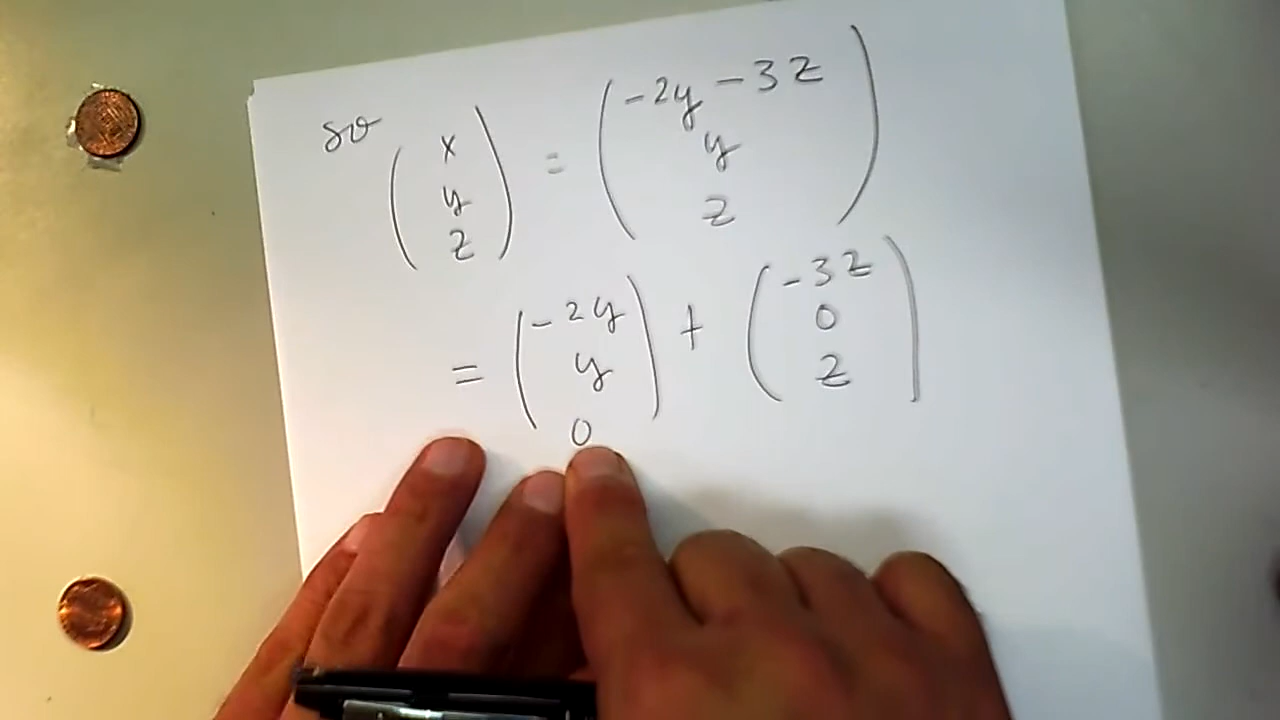 so ( x y z ) = ( -2y - 3z y z )
= ( -2y y 0 ) + ( -3z 0 z )